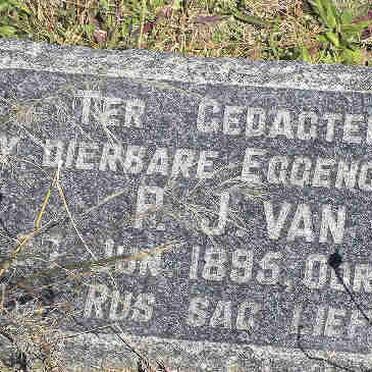 TER GEDAGTE
DIERBARE EGGENO
P. J. VAN
JUN. 1895, OOR
RUS SAG LIEF